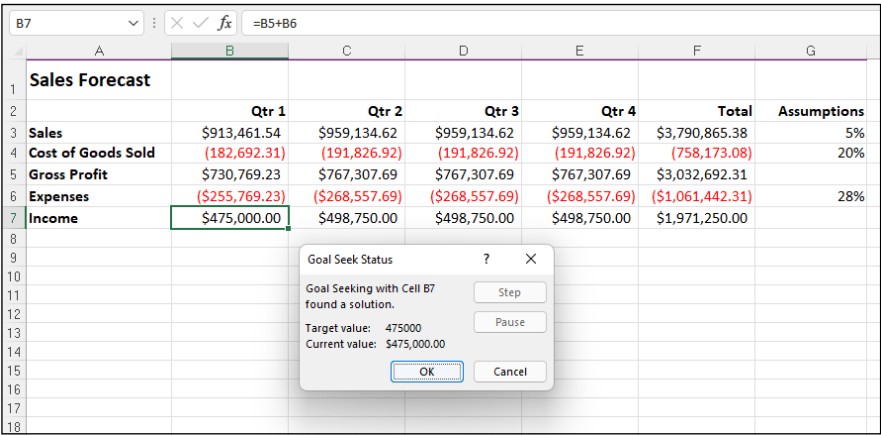 B7 fx =B5+B6
A B C D E F G
1 Sales Forecast
2 Qtr 1 Qtr 2 Qtr 3 Qtr 4 Total Assumptions
3 Sales $913,461.54 $959,134.62 $959,134.62 $959,134.62 $3,790,865.38 5%
4 Cost of Goods Sold (182,692.31) (191,826.92) (191,826.92) (191,826.92) (758,173.08) 20%
5 Gross Profit $730,769.23 $767,307.69 $767,307.69 $767,307.69 $3,032,692.31
6 Expenses ($255,769.23) ($268,557.69) ($268,557.69) ($268,557.69) ($1,061,442.31) 28%
7 Income $475,000.00 $498,750.00 $498,750.00 $498,750.00 $1,971,250.00
8
9
10
11
12
13
14
15
16
17
18
Goal Seek Status ?
Goal Seeking with Cell B7
found a solution.
Step
Pause
Target value: 475000
Current value: $475,000.00
OK Cancel